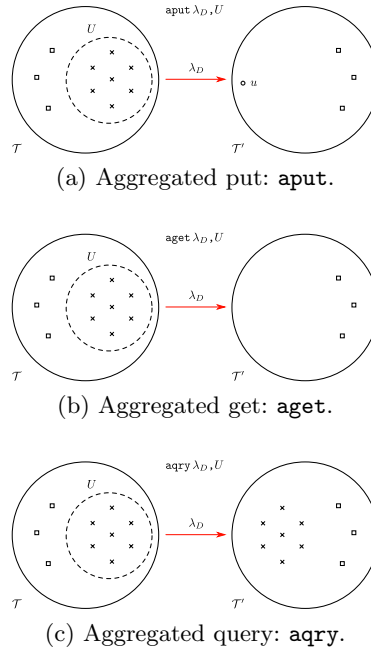 aput λ_D, U
U
λ_D
u
𝒯
𝒯′
(a) Aggregated put: aput.
aget λ_D, U
U
λ_D
𝒯
𝒯′
(b) Aggregated get: aget.
aqry λ_D, U
U
λ_D
𝒯
𝒯′
(c) Aggregated query: aqry.